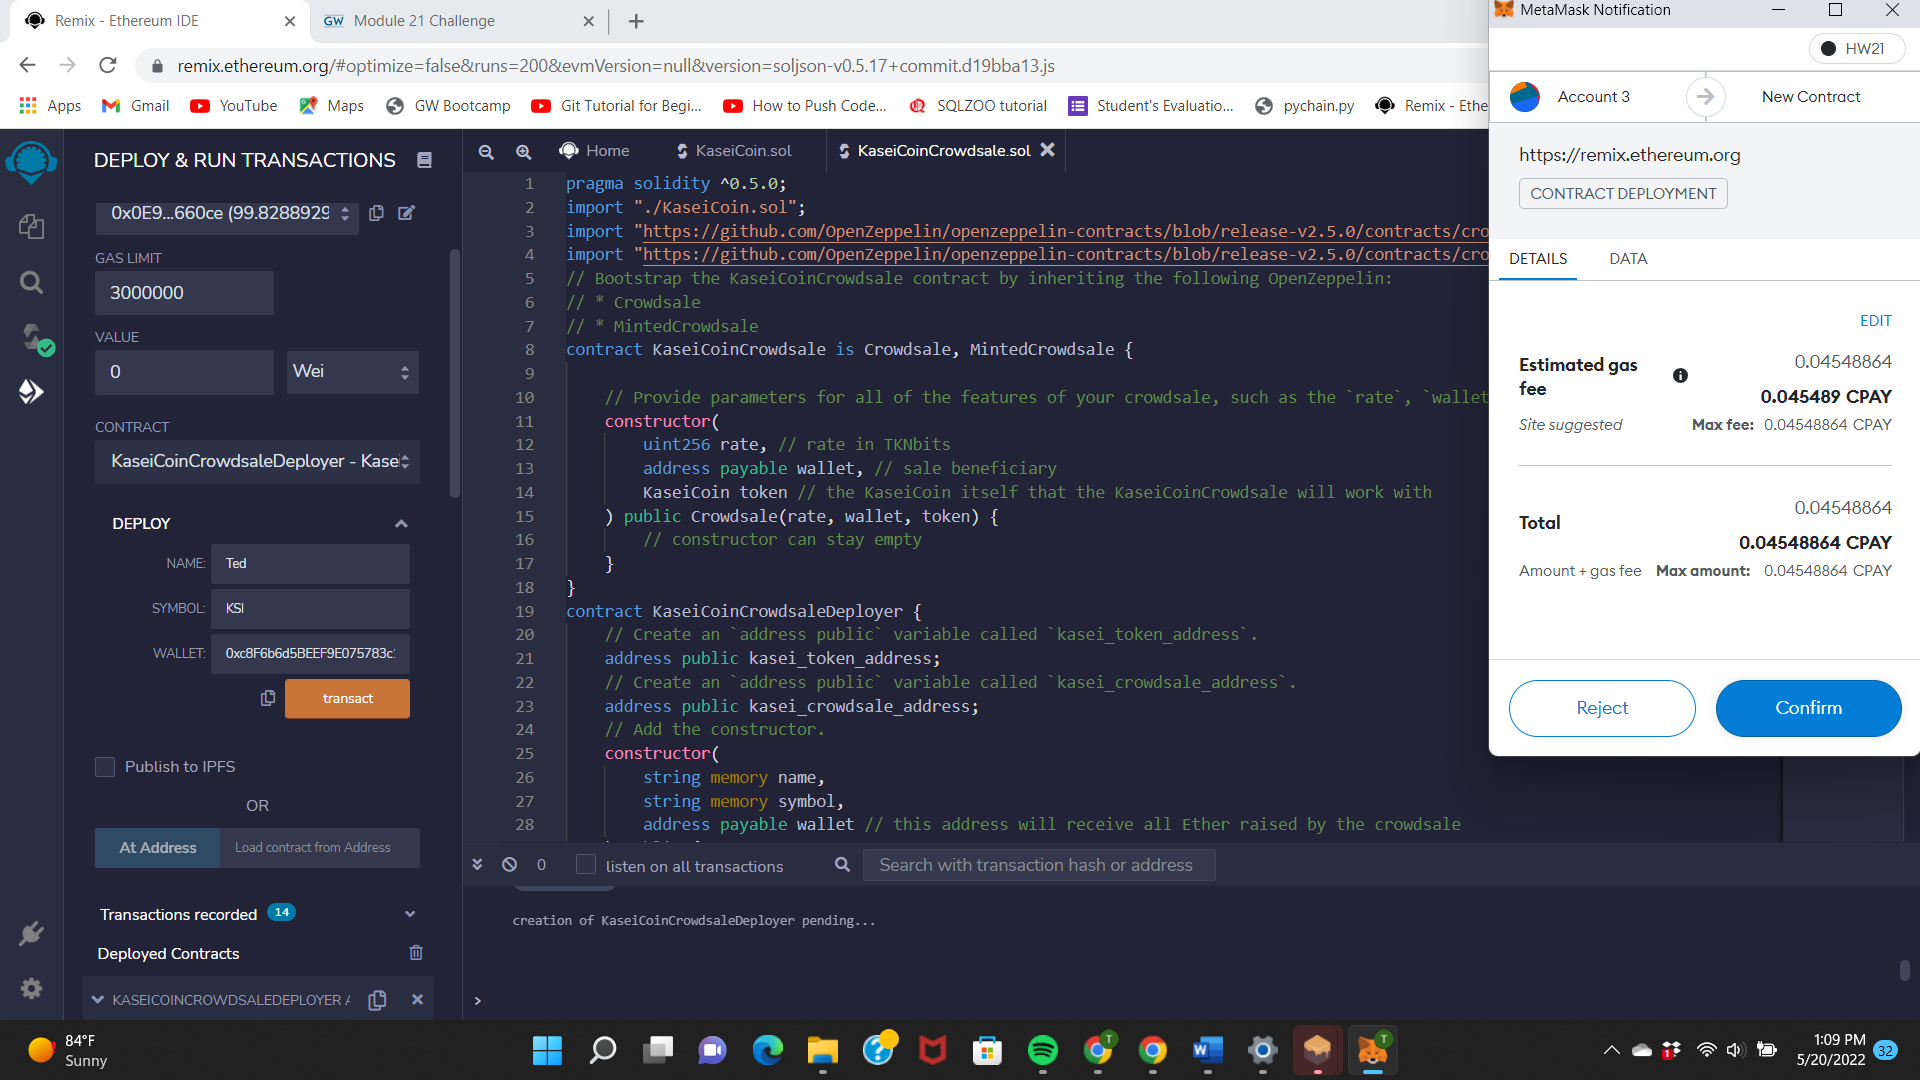 Remix - Ethereum IDE
GW Module 21 Challenge
remix.ethereum.org/#optimize=false&runs=200&evmVersion=null&version=soljson-v0.5.17+commit.d19bba13.js
Apps
Gmail
YouTube
Maps
GW Bootcamp
Git Tutorial for Begi...
How to Push Code...
SQLZOO tutorial
Student's Evaluatio...
pychain.py
Remix - Ethe
DEPLOY & RUN TRANSACTIONS
0x0E9...660ce (99.8288929
GAS LIMIT
3000000
VALUE
0
Wei
CONTRACT
KaseiCoinCrowdsaleDeployer - Kasei
DEPLOY
NAME: Ted
SYMBOL: KSI
WALLET: 0xc8F6b6d5BEEF9E075783c
transact
Publish to IPFS
OR
At Address
Load contract from Address
Transactions recorded 14
Deployed Contracts
KASEICOINCROWDSALEDEPLOYER A
Home
KaseiCoin.sol
KaseiCoinCrowdsale.sol
1 pragma solidity ^0.5.0;
2 import "./KaseiCoin.sol";
3 import "https://github.com/OpenZeppelin/openzeppelin-contracts/blob/release-v2.5.0/contracts/cro
4 import "https://github.com/OpenZeppelin/openzeppelin-contracts/blob/release-v2.5.0/contracts/cro
5 // Bootstrap the KaseiCoinCrowdsale contract by inheriting the following OpenZeppelin:
6 // * Crowdsale
7 // * MintedCrowdsale
8 contract KaseiCoinCrowdsale is Crowdsale, MintedCrowdsale {
9
10 // Provide parameters for all of the features of your crowdsale, such as the `rate`, `wallet
11 constructor(
12 uint256 rate, // rate in TKNbits
13 address payable wallet, // sale beneficiary
14 KaseiCoin token // the KaseiCoin itself that the KaseiCoinCrowdsale will work with
15 ) public Crowdsale(rate, wallet, token) {
16 // constructor can stay empty
17 }
18 }
19 contract KaseiCoinCrowdsaleDeployer {
20 // Create an `address public` variable called `kasei_token_address`.
21 address public kasei_token_address;
22 // Create an `address public` variable called `kasei_crowdsale_address`.
23 address public kasei_crowdsale_address;
24 // Add the constructor.
25 constructor(
26 string memory name,
27 string memory symbol,
28 address payable wallet // this address will receive all Ether raised by the crowdsale
0
listen on all transactions
Search with transaction hash or address
creation of KaseiCoinCrowdsaleDeployer pending...
>
MetaMask Notification
HW21
Account 3
New Contract
https://remix.ethereum.org
CONTRACT DEPLOYMENT
DETAILS
DATA
EDIT
Estimated gas fee
0.04548864
0.045489 CPAY
Site suggested
Max fee: 0.04548864 CPAY
0.04548864
Total
0.04548864 CPAY
Amount + gas fee
Max amount: 0.04548864 CPAY
Reject
Confirm
84°F
Sunny
1:09 PM
5/20/2022
32